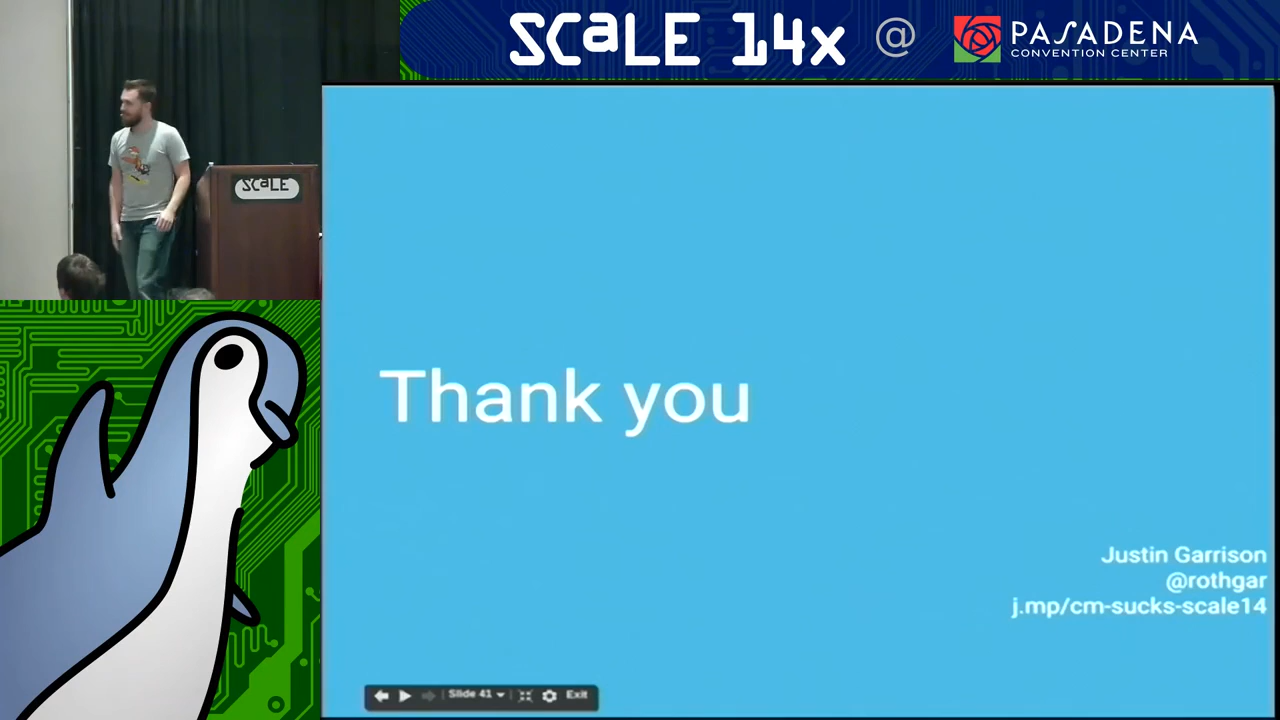 SCALE 14x @ PASADENA
CONVENTION CENTER
SCALE
Thank you
Justin Garrison
@rothgar
j.mp/cm-sucks-scale14
Slide 41
Exit